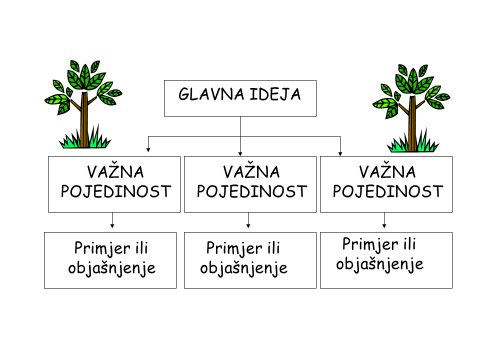 GLAVNA IDEJA
VAŽNA
POJEDINOST
VAŽNA
POJEDINOST
VAŽNA
POJEDINOST
Primjer ili
objašnjenje
Primjer ili
objašnjenje
Primjer ili
objašnjenje